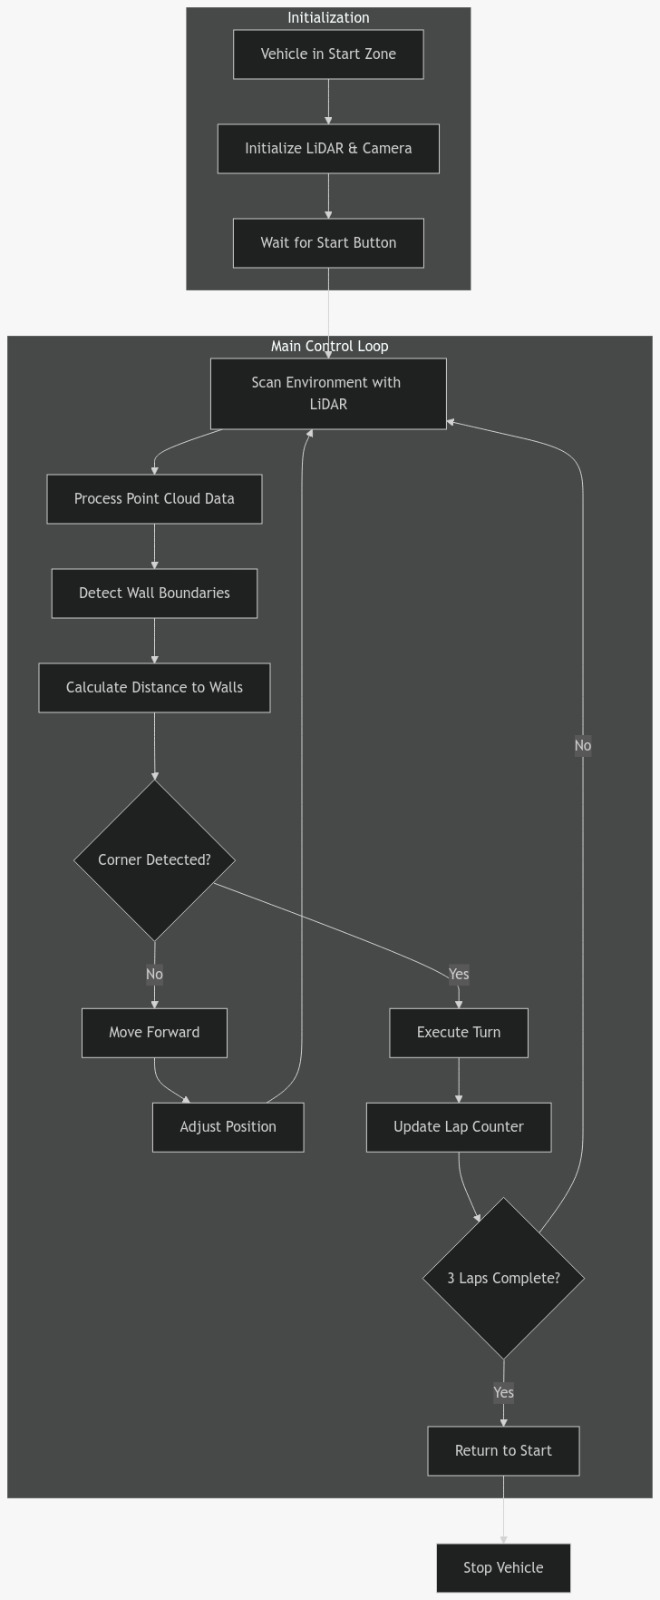 Initialization
Vehicle in Start Zone
Initialize LiDAR & Camera
Wait for Start Button
Main Control Loop
Scan Environment with
LiDAR
Process Point Cloud Data
Detect Wall Boundaries
Calculate Distance to Walls
No
Corner Detected?
No
Yes
Move Forward
Execute Turn
Adjust Position
Update Lap Counter
3 Laps Complete?
Yes
Return to Start
Stop Vehicle